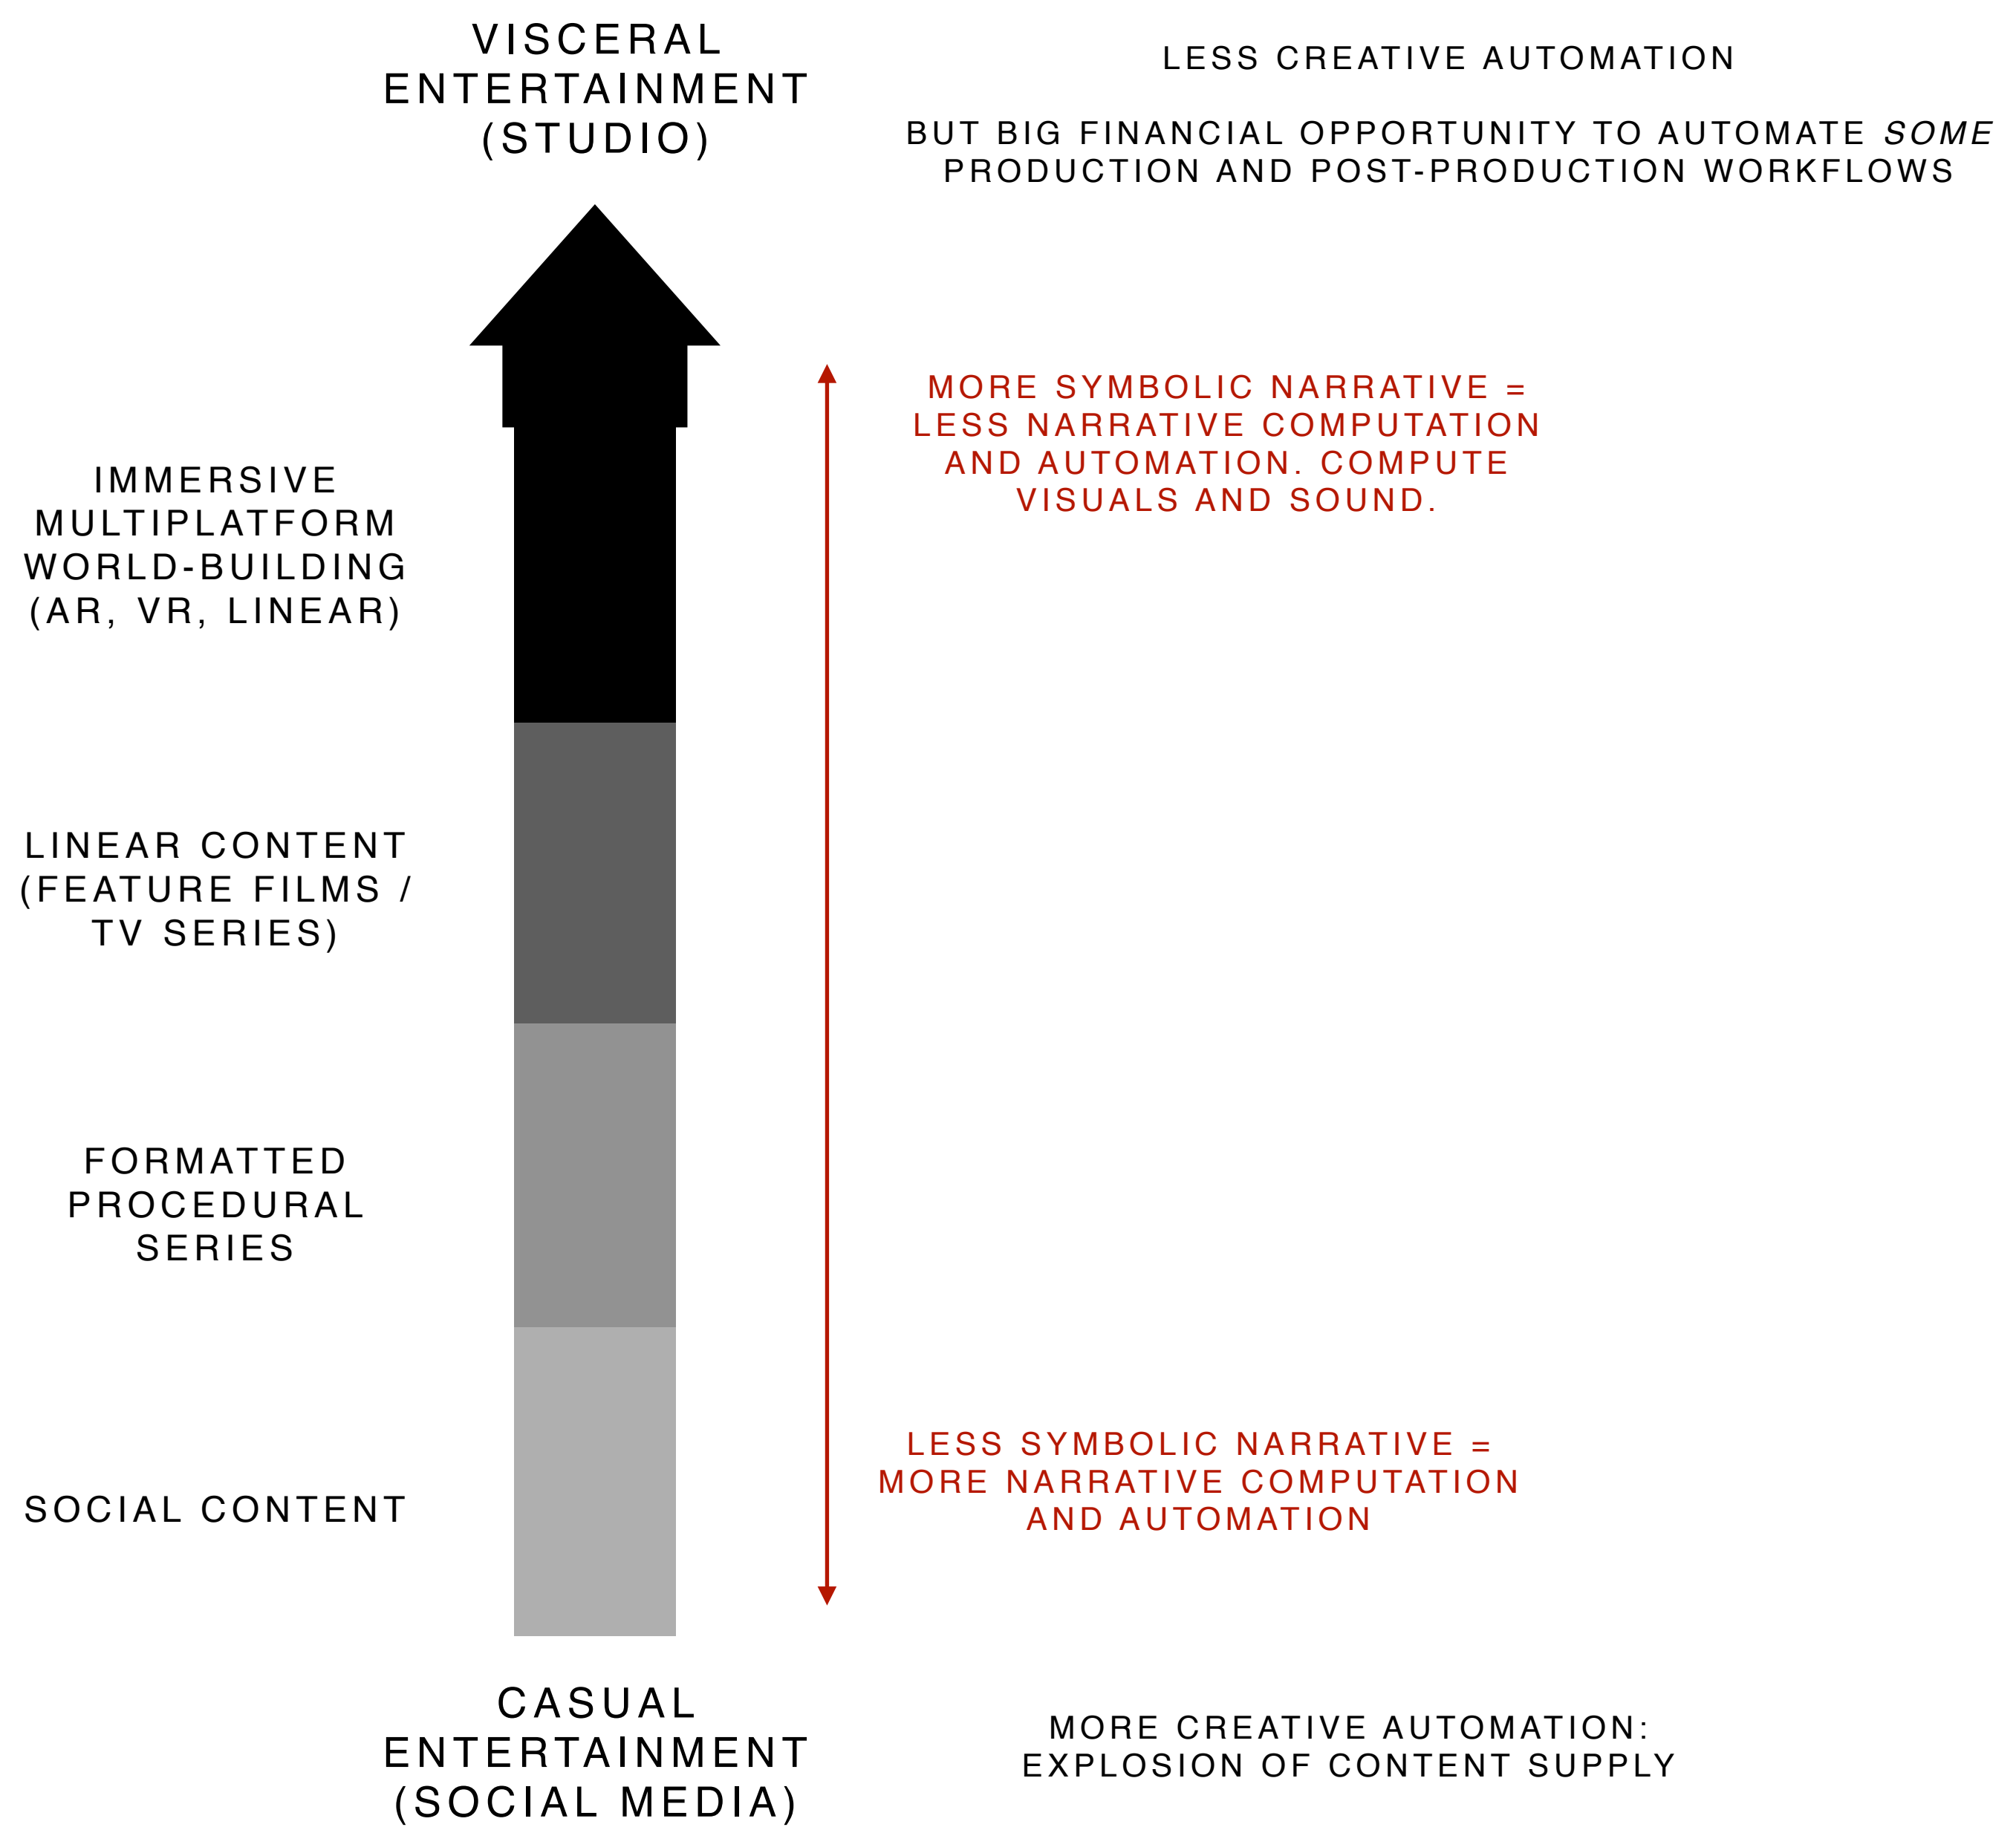 VISCERAL
ENTERTAINMENT
(STUDIO)
LESS CREATIVE AUTOMATION
BUT BIG FINANCIAL OPPORTUNITY TO AUTOMATE SOME
PRODUCTION AND POST-PRODUCTION WORKFLOWS
MORE SYMBOLIC NARRATIVE =
LESS NARRATIVE COMPUTATION
AND AUTOMATION. COMPUTE
VISUALS AND SOUND.
IMMERSIVE
MULTIPLATFORM
WORLD-BUILDING
(AR, VR, LINEAR)
LINEAR CONTENT
(FEATURE FILMS /
TV SERIES)
FORMATTED
PROCEDURAL
SERIES
SOCIAL CONTENT
LESS SYMBOLIC NARRATIVE =
MORE NARRATIVE COMPUTATION
AND AUTOMATION
CASUAL
ENTERTAINMENT
(SOCIAL MEDIA)
MORE CREATIVE AUTOMATION:
EXPLOSION OF CONTENT SUPPLY